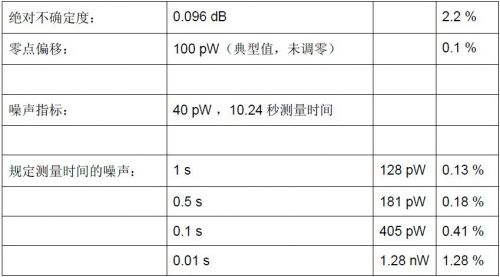 绝对不确定度： 0.096 dB 2.2 %
零点偏移： 100 pW（典型值，未调零） 0.1 %
噪声指标： 40 pW ，10.24 秒测量时间
规定测量时间的噪声： 1 s 128 pW 0.13 %
0.5 s 181 pW 0.18 %
0.1 s 405 pW 0.41 %
0.01 s 1.28 nW 1.28 %